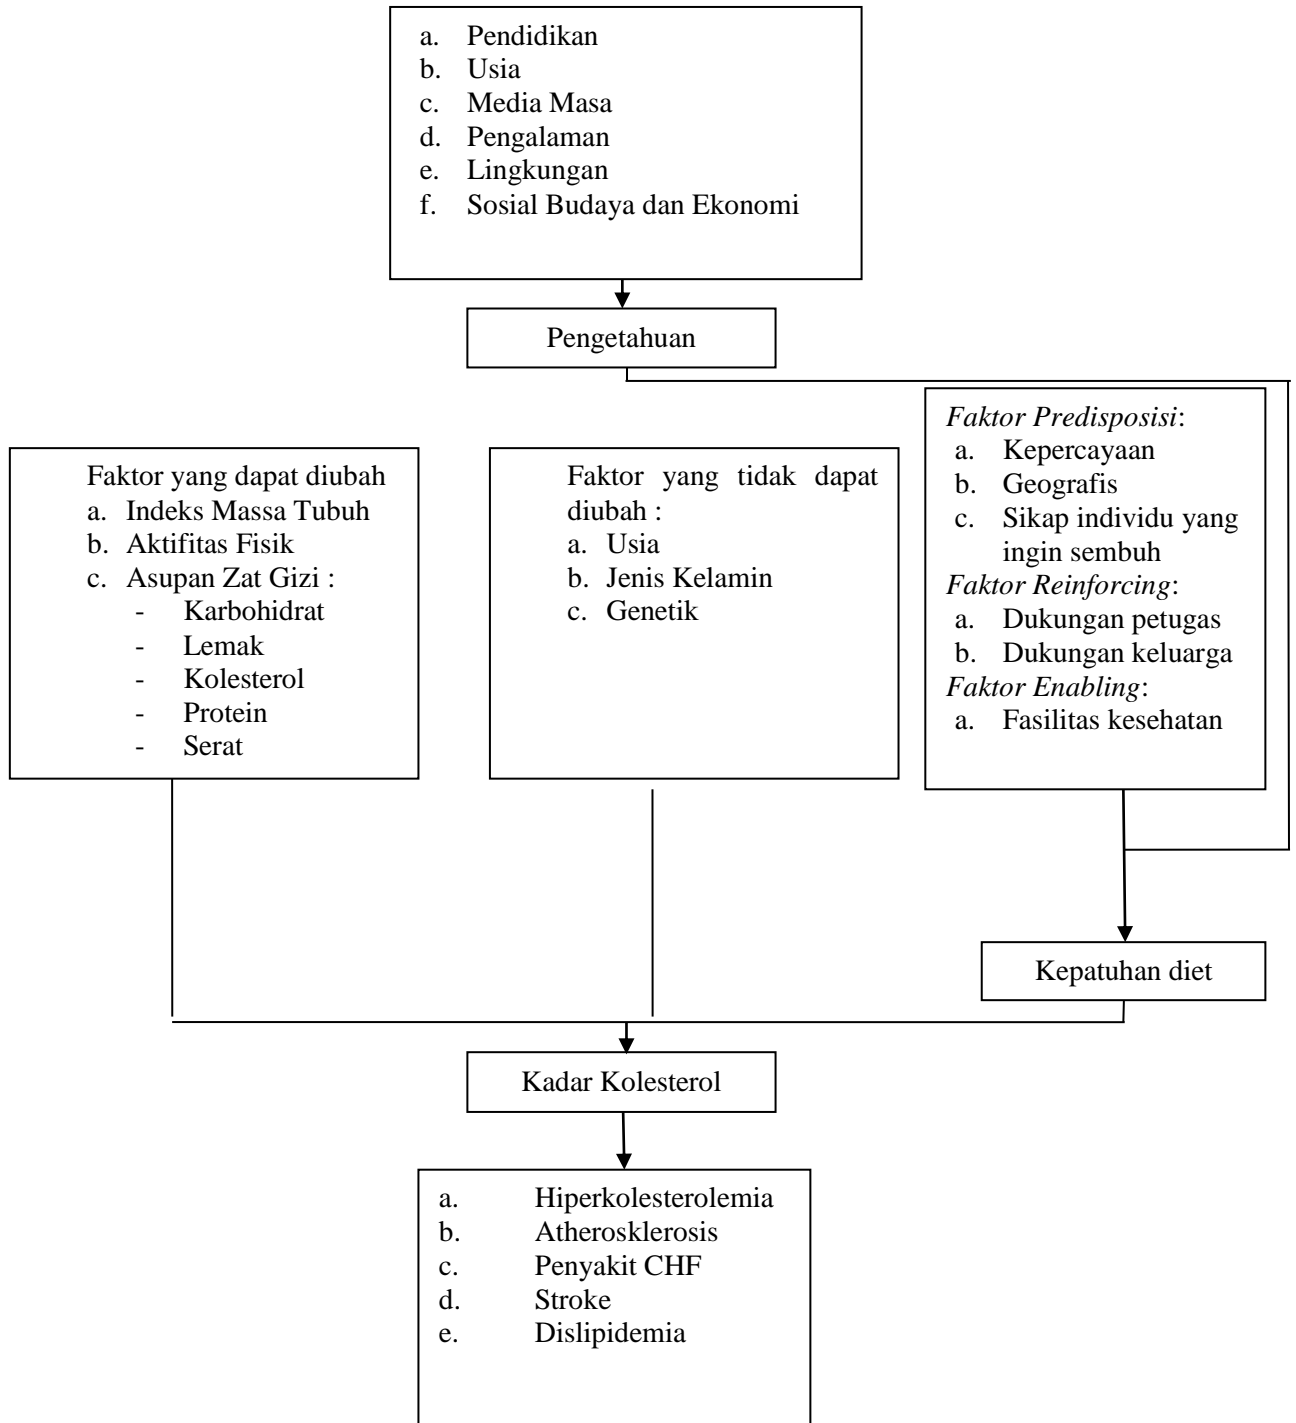 a. Pendidikan
b. Usia
c. Media Masa
d. Pengalaman
e. Lingkungan
f. Sosial Budaya dan Ekonomi
Pengetahuan
Faktor yang dapat diubah
a. Indeks Massa Tubuh
b. Aktifitas Fisik
c. Asupan Zat Gizi :
- Karbohidrat
- Lemak
- Kolesterol
- Protein
- Serat
Faktor yang tidak dapat
diubah :
a. Usia
b. Jenis Kelamin
c. Genetik
Faktor Predisposisi:
a. Kepercayaan
b. Geografis
c. Sikap individu yang
ingin sembuh
Faktor Reinforcing:
a. Dukungan petugas
b. Dukungan keluarga
Faktor Enabling:
a. Fasilitas kesehatan
Kepatuhan diet
Kadar Kolesterol
a. Hiperkolesterolemia
b. Atherosklerosis
c. Penyakit CHF
d. Stroke
e. Dislipidemia